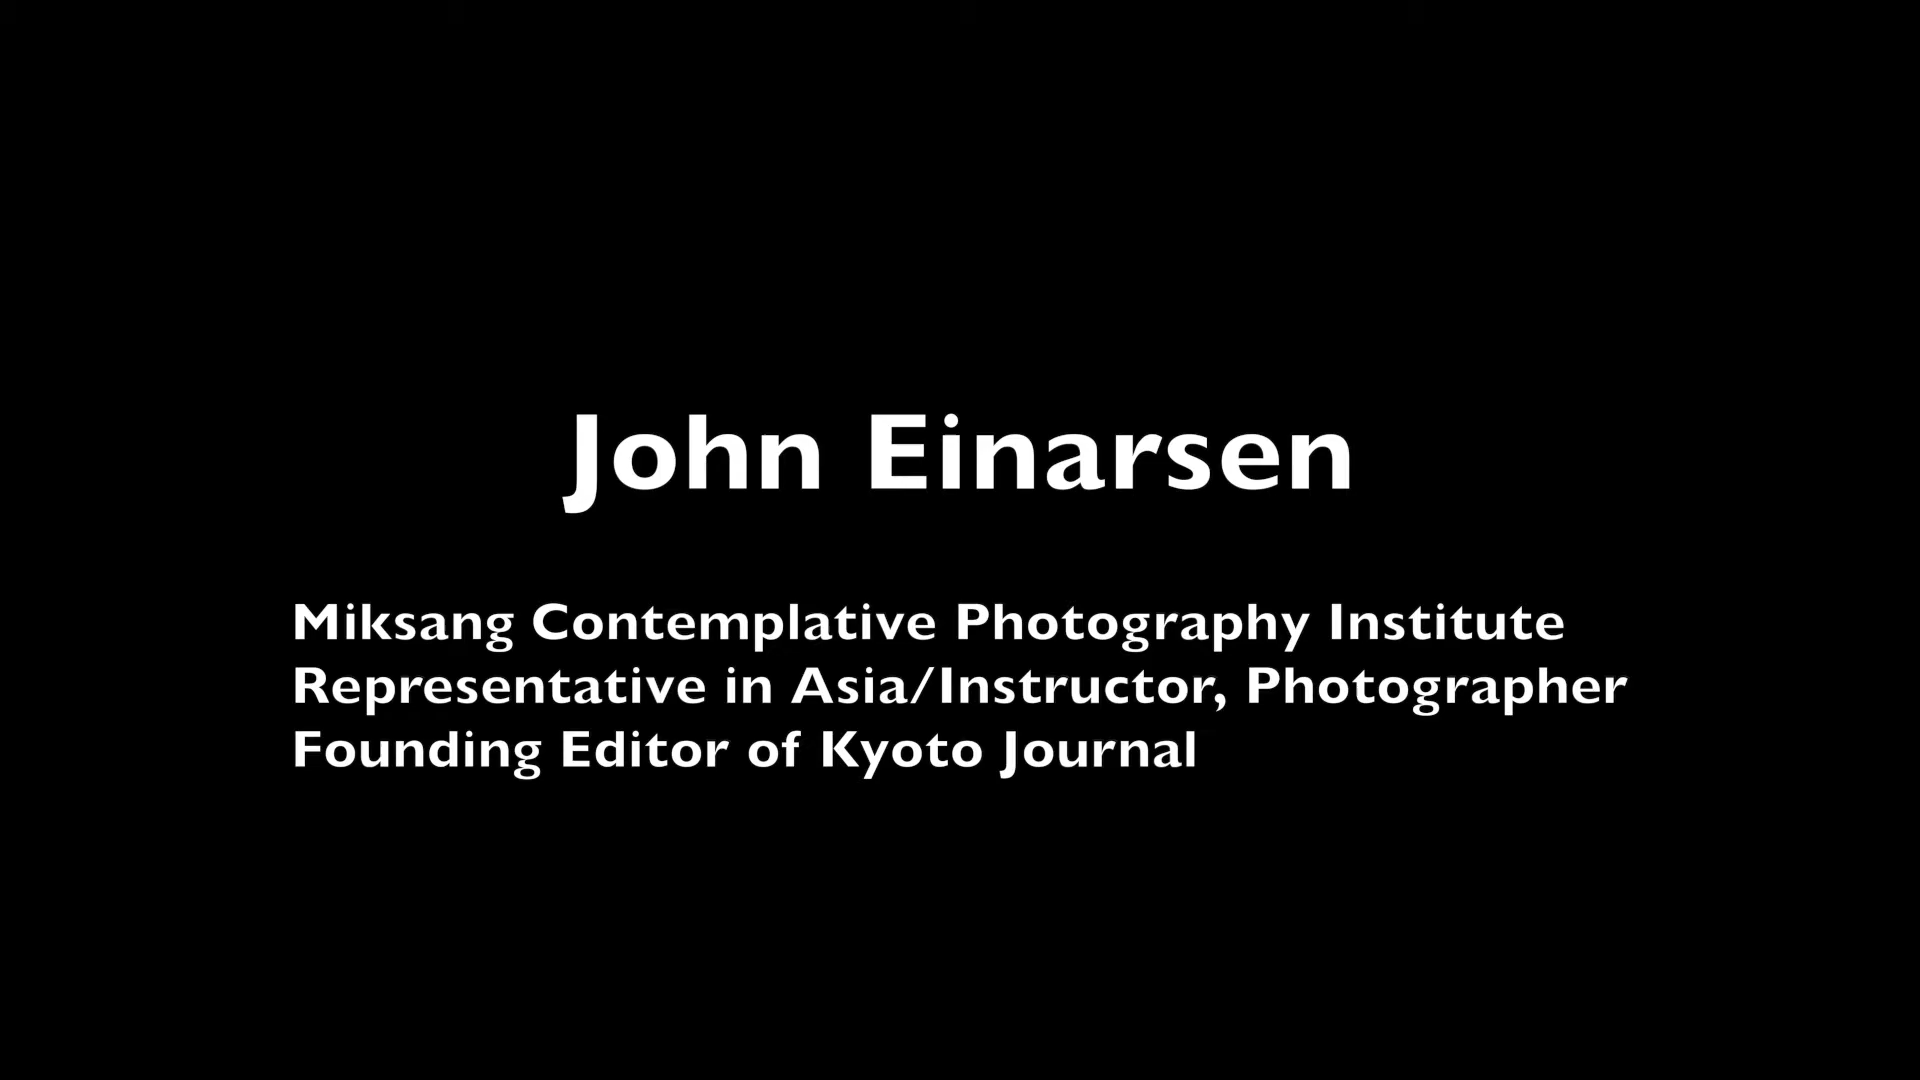 John Einarsen
Miksang Contemplative Photography Institute
Representative in Asia/Instructor, Photographer
Founding Editor of Kyoto Journal